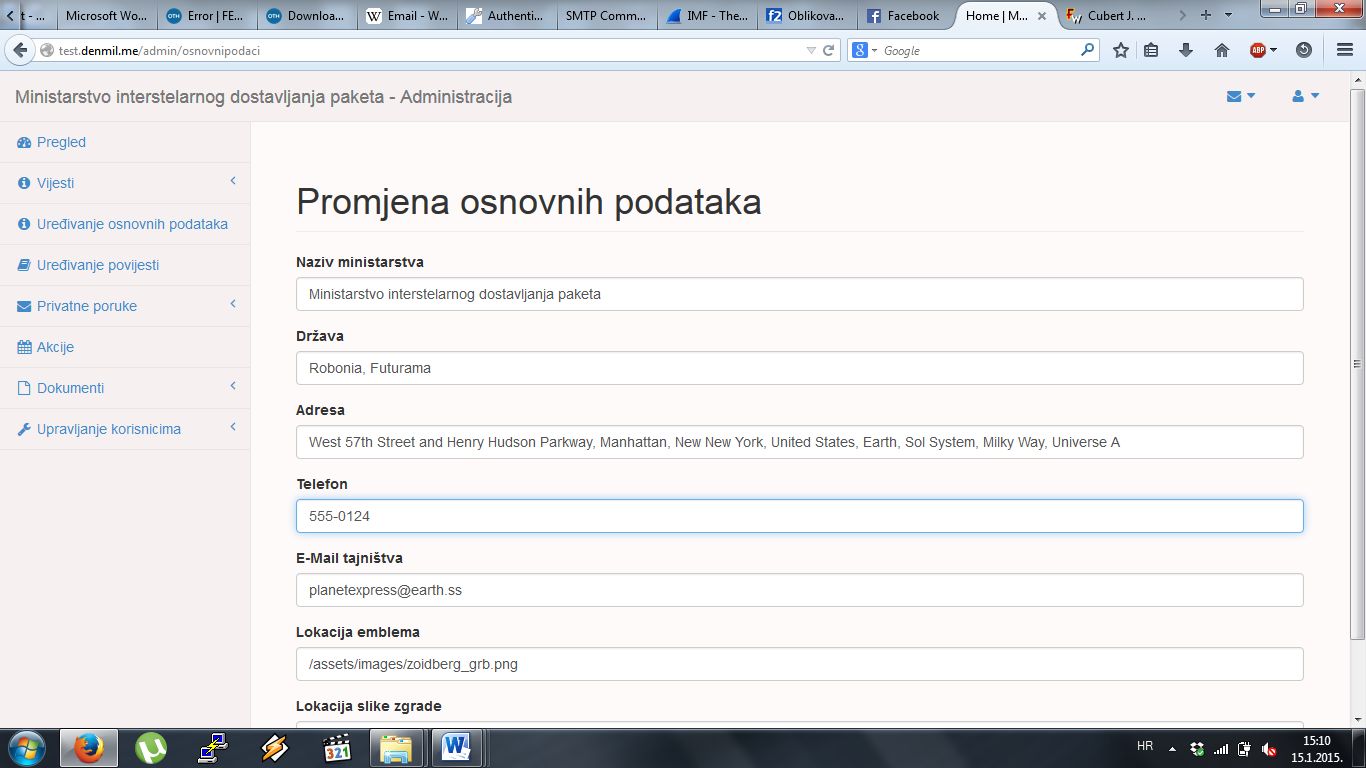 t - ...
Microsoft Wo...
Error | FE...
Downloa...
Email - W...
Authenti...
SMTP Comm...
IMF - The...
Oblikova...
Facebook
Home | M...
Cubert J. ...
test.denmil.me/admin/osnovnipodaci
Google
Ministarstvo interstelarnog dostavljanja paketa - Administracija
Pregled
Vijesti
Uređivanje osnovnih podataka
Uređivanje povijesti
Privatne poruke
Akcije
Dokumenti
Upravljanje korisnicima
Promjena osnovnih podataka
Naziv ministarstva
Ministarstvo interstelarnog dostavljanja paketa
Država
Robonia, Futurama
Adresa
West 57th Street and Henry Hudson Parkway, Manhattan, New New York, United States, Earth, Sol System, Milky Way, Universe A
Telefon
555-0124
E-Mail tajništva
planetexpress@earth.ss
Lokacija emblema
/assets/images/zoidberg_grb.png
Lokacija slike zgrade
HR
15:10
15.1.2015.